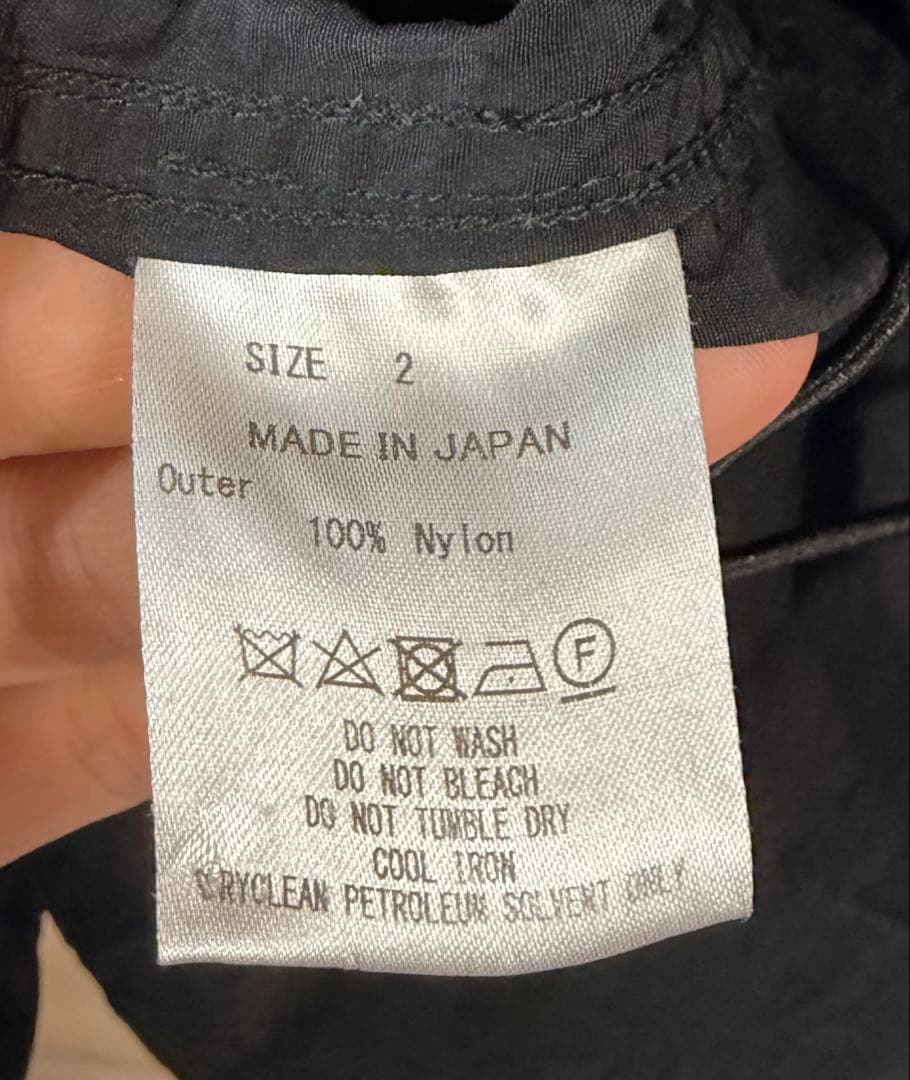 SIZE 2
MADE IN JAPAN
Outer
100% Nylon
F
DO NOT WASH
DO NOT BLEACH
DO NOT TUMBLE DRY
COOL IRON
DRYCLEAN PETROLEUM SOLVENT ONLY